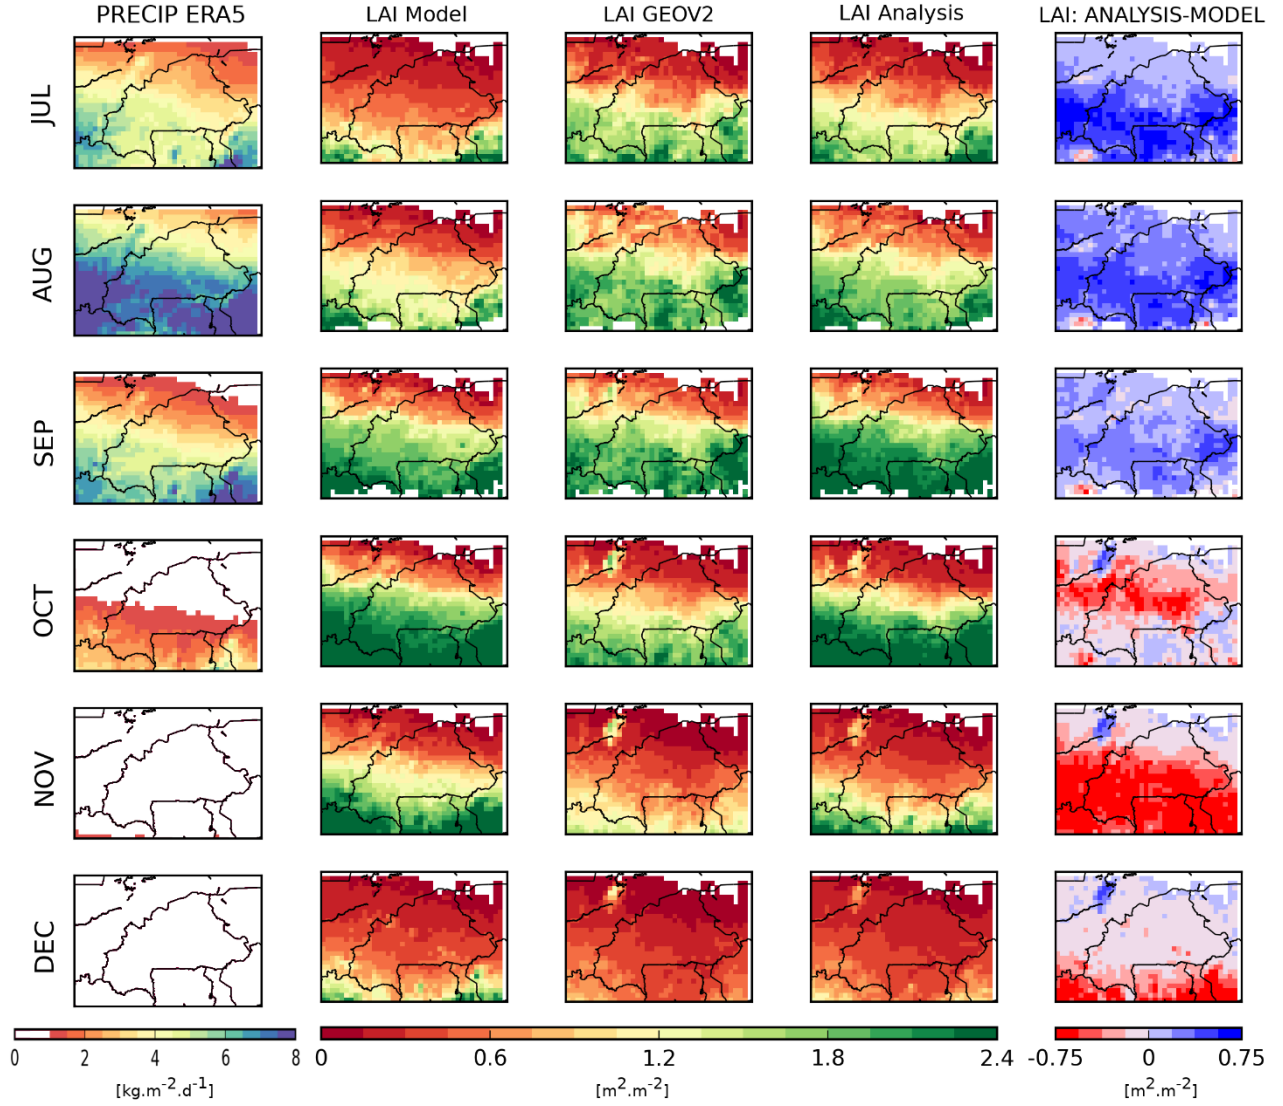 PRECIP ERA5 LAI Model LAI GEOV2 LAI Analysis LAI: ANALYSIS-MODEL
JUL
AUG
SEP
OCT
NOV
DEC
0 2 4 6 8 0 0.6 1.2 1.8 2.4 -0.75 0 0.75
[kg.m⁻².d⁻¹] [m².m⁻²] [m².m⁻²]